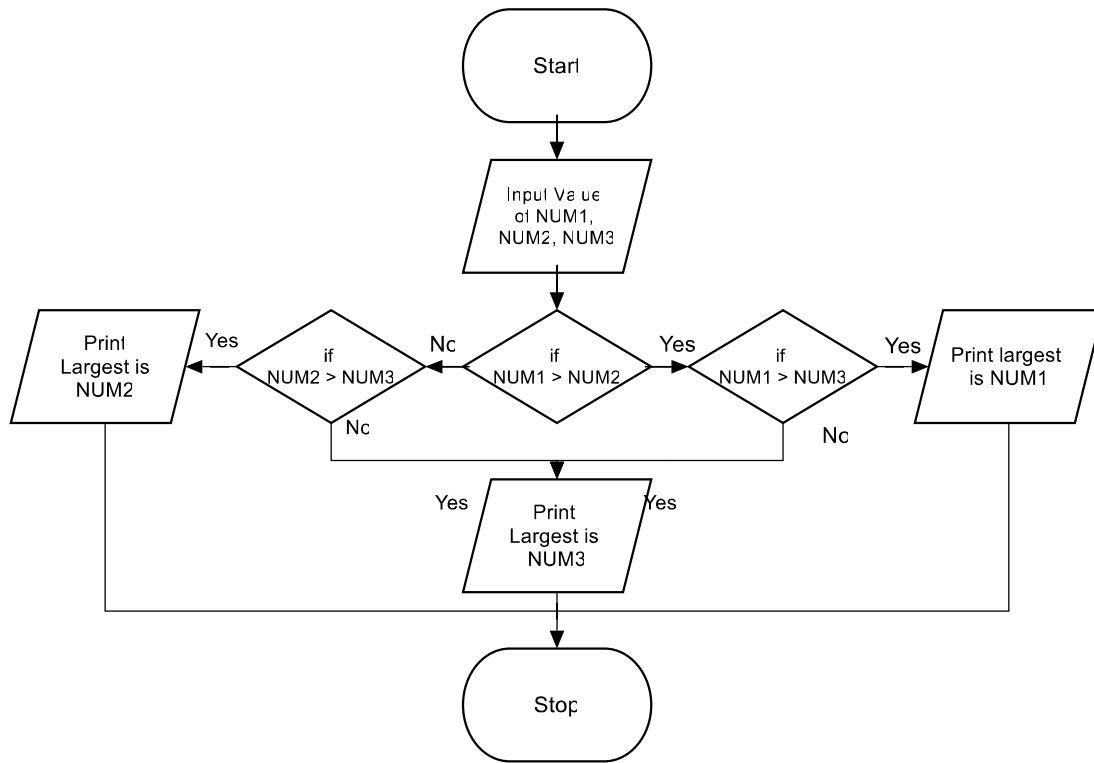 Start
Input Value
of NUM1,
NUM2, NUM3
Print
Largest is
NUM2
Yes
if
NUM2 > NUM3
No
if
NUM1 > NUM2
Yes
if
NUM1 > NUM3
Yes
Print largest
is NUM1
No
No
Yes
Print
Largest is
NUM3
Yes
Stop